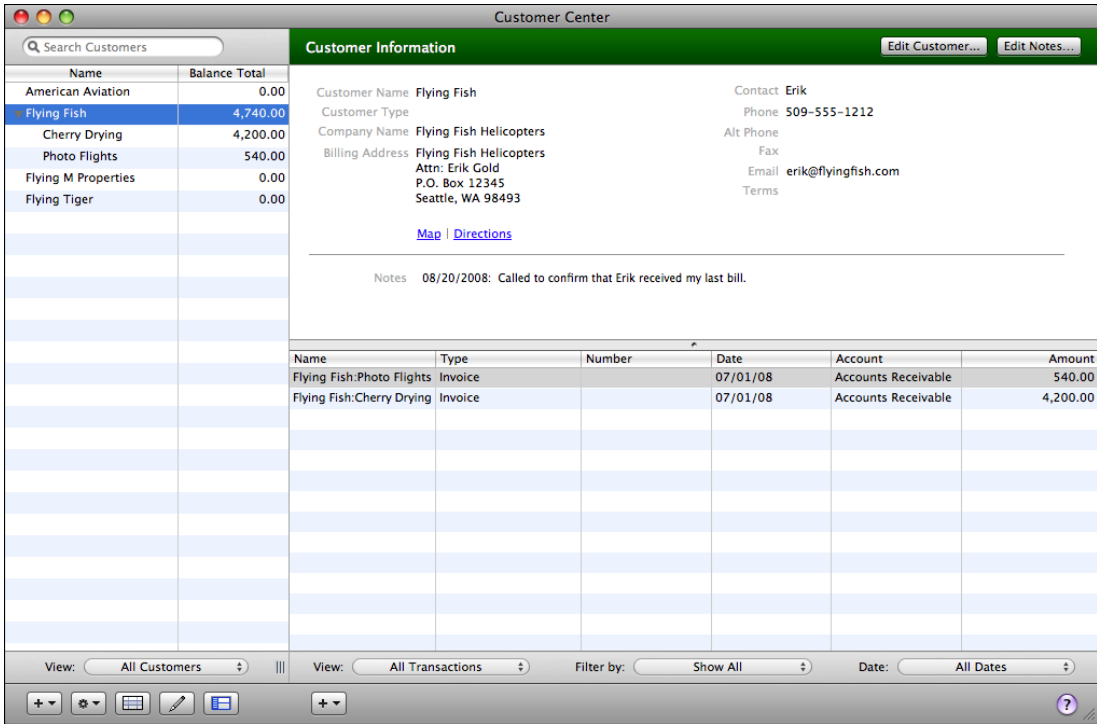 Customer Center
Search Customers
Customer Information
Edit Customer...
Edit Notes...
Name Balance Total
American Aviation 0.00
Flying Fish 4,740.00
Cherry Drying 4,200.00
Photo Flights 540.00
Flying M Properties 0.00
Flying Tiger 0.00
Customer Name Flying Fish
Customer Type
Company Name Flying Fish Helicopters
Billing Address Flying Fish Helicopters
Attn: Erik Gold
P.O. Box 12345
Seattle, WA 98493
Map | Directions
Contact Erik
Phone 509-555-1212
Alt Phone
Fax
Email erik@flyingfish.com
Terms
Notes 08/20/2008: Called to confirm that Erik received my last bill.
Name Type Number Date Account Amount
Flying Fish:Photo Flights Invoice 07/01/08 Accounts Receivable 540.00
Flying Fish:Cherry Drying Invoice 07/01/08 Accounts Receivable 4,200.00
View: All Customers
View: All Transactions
Filter by: Show All
Date: All Dates
?